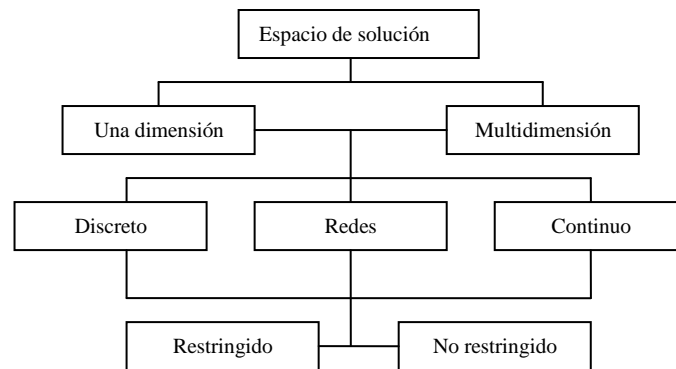 Espacio de solución
Una dimensión
Multidimensión
Discreto
Redes
Continuo
Restringido
No restringido